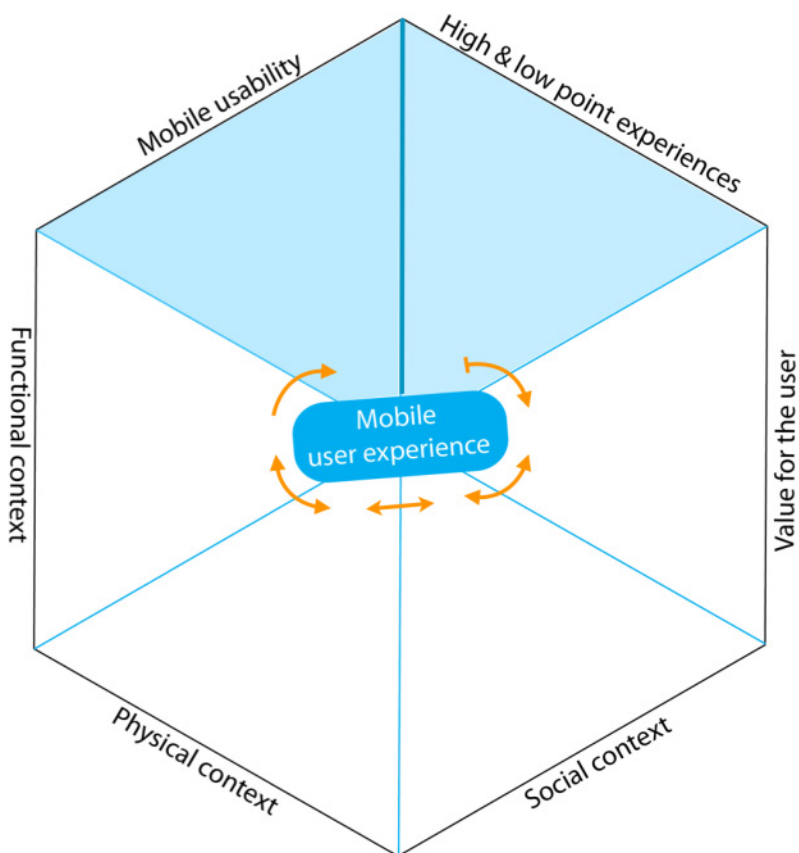 Mobile usability
High & low point experiences
Functional context
Value for the user
Mobile
user experience
Physical context
Social context